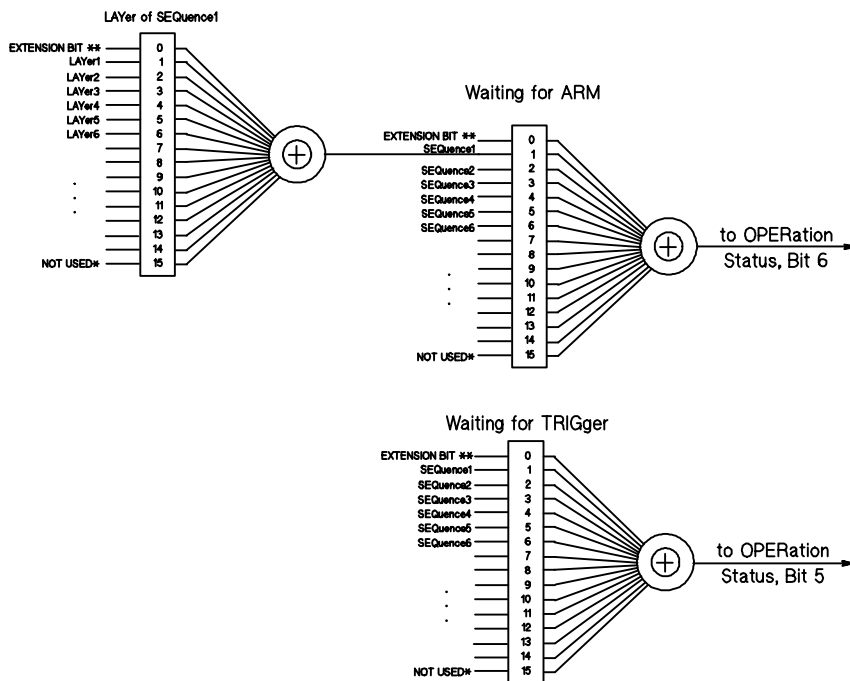 LAYer of SEQuence1
EXTENSION BIT ** 0
LAYer1 1
LAYer2 2
LAYer3 3
LAYer4 4
LAYer5 5
LAYer6 6
7
8
9
10
11
12
13
14
NOT USED* 15
Waiting for ARM
EXTENSION BIT ** 0
SEQuence1 1
SEQuence2 2
SEQuence3 3
SEQuence4 4
SEQuence5 5
SEQuence6 6
7
8
9
10
11
12
13
14
NOT USED* 15
to OPERation
Status, Bit 6
Waiting for TRIGger
EXTENSION BIT ** 0
SEQuence1 1
SEQuence2 2
SEQuence3 3
SEQuence4 4
SEQuence5 5
SEQuence6 6
7
8
9
10
11
12
13
14
NOT USED* 15
to OPERation
Status, Bit 5